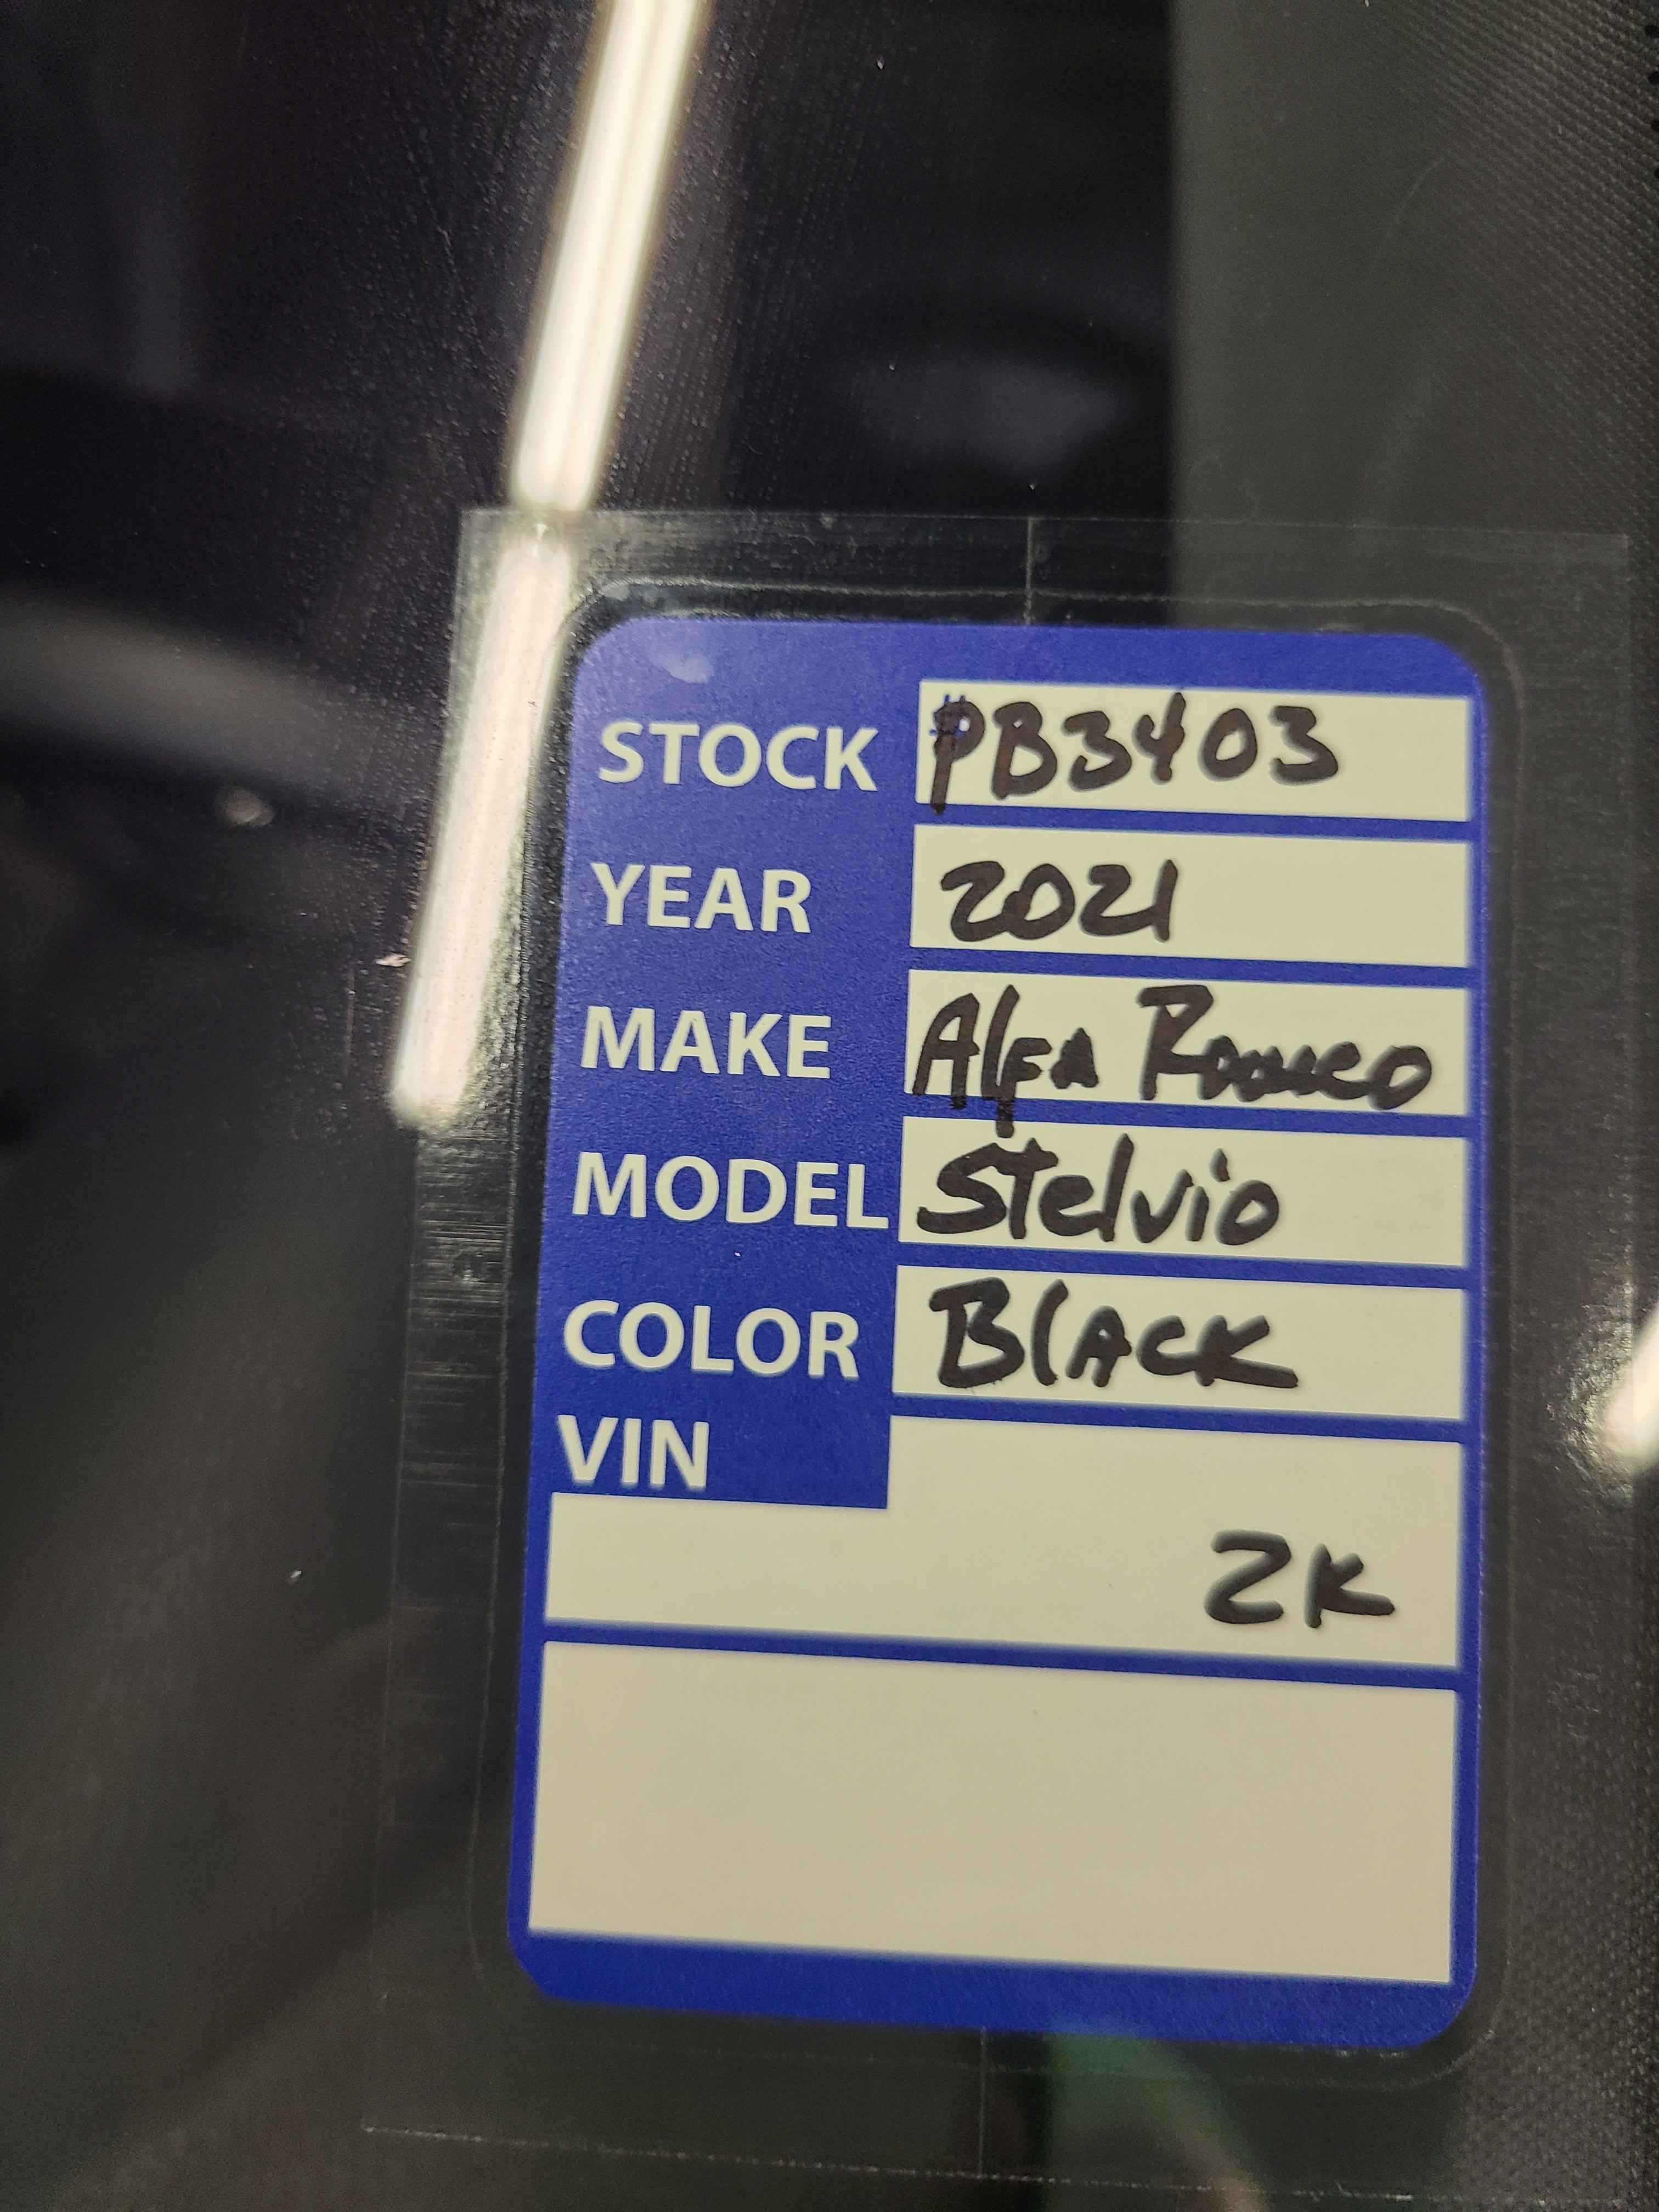 STOCK PB3403
YEAR 2021
MAKE Alfa Romeo
MODEL Stelvio
COLOR Black
VIN
2K